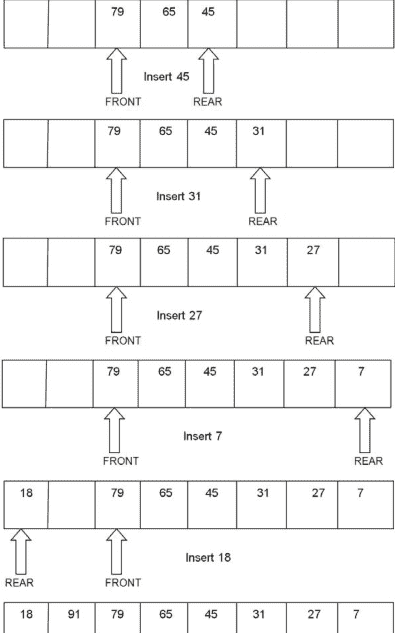 79 65 45
Insert 45
FRONT REAR
79 65 45 31
Insert 31
FRONT REAR
79 65 45 31 27
Insert 27
FRONT REAR
79 65 45 31 27 7
Insert 7
FRONT REAR
18 79 65 45 31 27 7
Insert 18
REAR FRONT
18 91 79 65 45 31 27 7